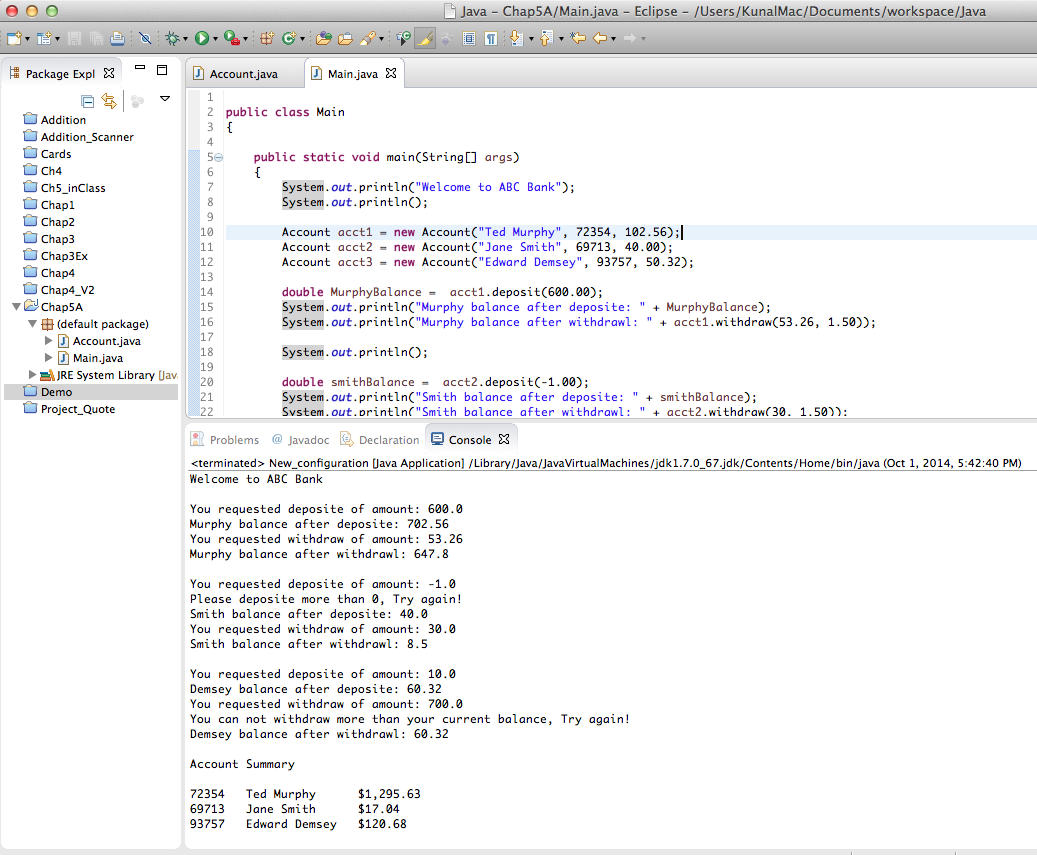 Java – Chap5A/Main.java – Eclipse – /Users/KunalMac/Documents/workspace/Java
Package Expl
Addition
Addition_Scanner
Cards
Ch4
Ch5_inClass
Chap1
Chap2
Chap3
Chap3Ex
Chap4
Chap4_V2
Chap5A
(default package)
Account.java
Main.java
JRE System Library [Jav
Demo
Project_Quote
Account.java
Main.java
1
2 public class Main
3 {
4
5 public static void main(String[] args)
6 {
7 System.out.println("Welcome to ABC Bank");
8 System.out.println();
9
10 Account acct1 = new Account("Ted Murphy", 72354, 102.56);
11 Account acct2 = new Account("Jane Smith", 69713, 40.00);
12 Account acct3 = new Account("Edward Demsey", 93757, 50.32);
13
14 double MurphyBalance =  acct1.deposit(600.00);
15 System.out.println("Murphy balance after deposite: " + MurphyBalance);
16 System.out.println("Murphy balance after withdrawl: " + acct1.withdraw(53.26, 1.50));
17
18 System.out.println();
19
20 double smithBalance =  acct2.deposit(-1.00);
21 System.out.println("Smith balance after deposite: " + smithBalance);
22 System.out.println("Smith balance after withdrawl: " + acct2.withdraw(30, 1.50));
Problems @ Javadoc Declaration Console
<terminated> New_configuration [Java Application] /Library/Java/JavaVirtualMachines/jdk1.7.0_67.jdk/Contents/Home/bin/java (Oct 1, 2014, 5:42:40 PM)
Welcome to ABC Bank
You requested deposite of amount: 600.0
Murphy balance after deposite: 702.56
You requested withdraw of amount: 53.26
Murphy balance after withdrawl: 647.8
You requested deposite of amount: -1.0
Please deposite more than 0, Try again!
Smith balance after deposite: 40.0
You requested withdraw of amount: 30.0
Smith balance after withdrawl: 8.5
You requested deposite of amount: 10.0
Demsey balance after deposite: 60.32
You requested withdraw of amount: 700.0
You can not withdraw more than your current balance, Try again!
Demsey balance after withdrawl: 60.32
Account Summary
72354 Ted Murphy $1,295.63
69713 Jane Smith $17.04
93757 Edward Demsey $120.68